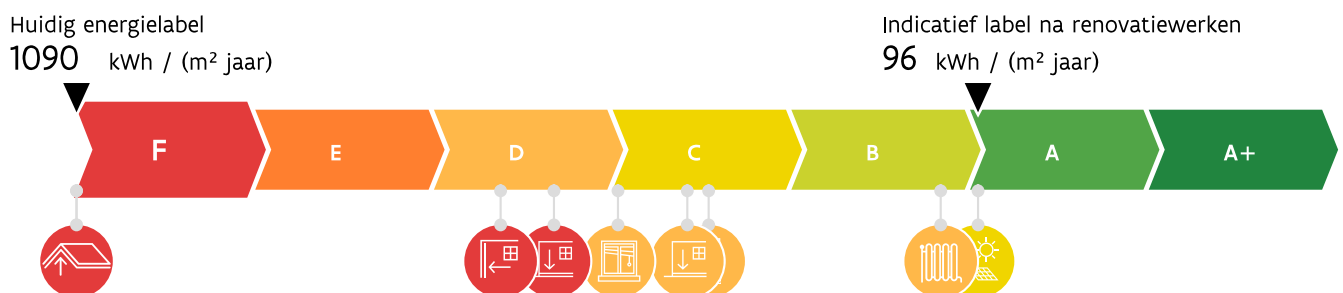 Huidig energielabel
1090 kWh / (m² jaar)
Indicatief label na renovatiewerken
96 kWh / (m² jaar)
F E D C B A A+